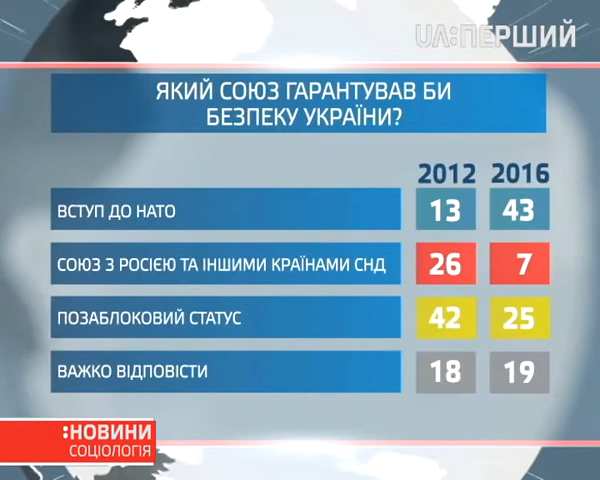 UA:ПЕРШИЙ
ЯКИЙ СОЮЗ ГАРАНТУВАВ БИ
БЕЗПЕКУ УКРАЇНИ?
2012 2016
ВСТУП ДО НАТО 13 43
СОЮЗ З РОСІЄЮ ТА ІНШИМИ КРАЇНАМИ СНД 26 7
ПОЗАБЛОКОВИЙ СТАТУС 42 25
ВАЖКО ВІДПОВІСТИ 18 19
:НОВИНИ
СОЦІОЛОГІЯ